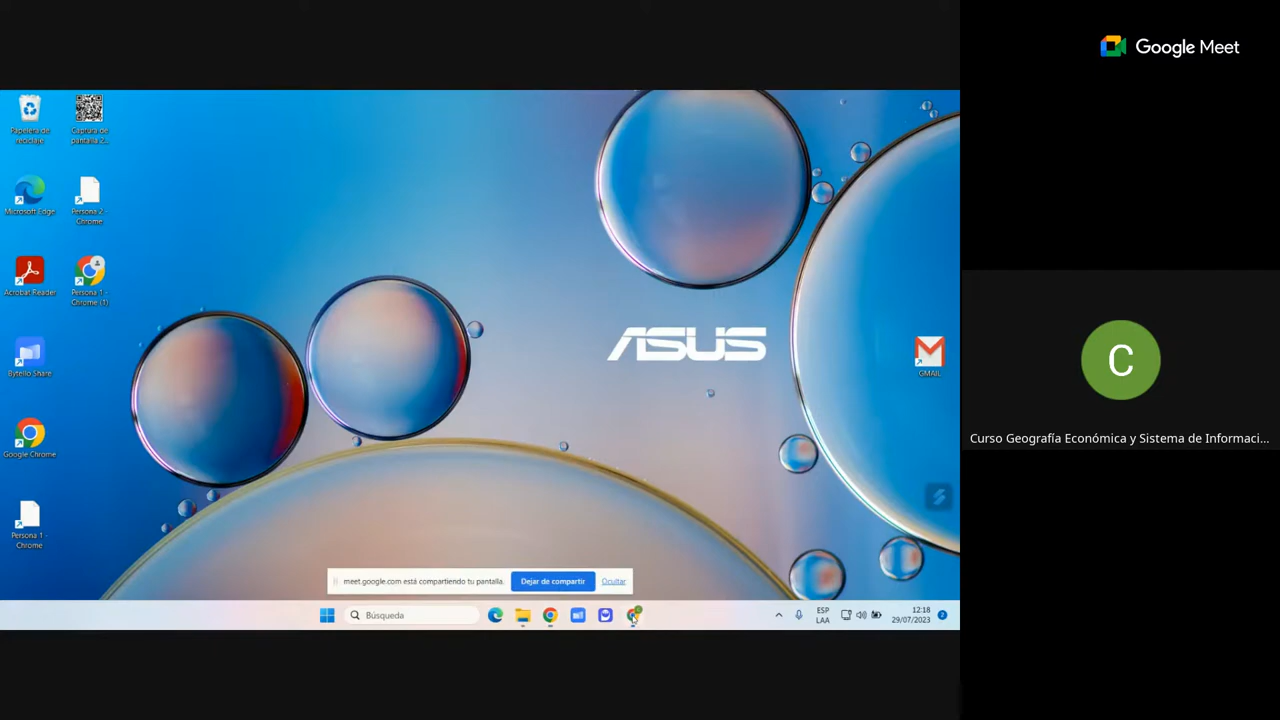 Google Meet
Papelera de
reciclaje
Captura de
pantalla 2...
Microsoft Edge
Persona 2 -
Chrome
Acrobat Reader
Persona 1 -
Chrome (1)
Bytello Share
Google Chrome
Persona 1 -
Chrome
ASUS
GMAIL
C
Curso Geografía Económica y Sistema de Informaci...
meet.google.com está compartiendo tu pantalla.
Dejar de compartir
Ocultar
Búsqueda
ESP
LAA
12:18
29/07/2023
2